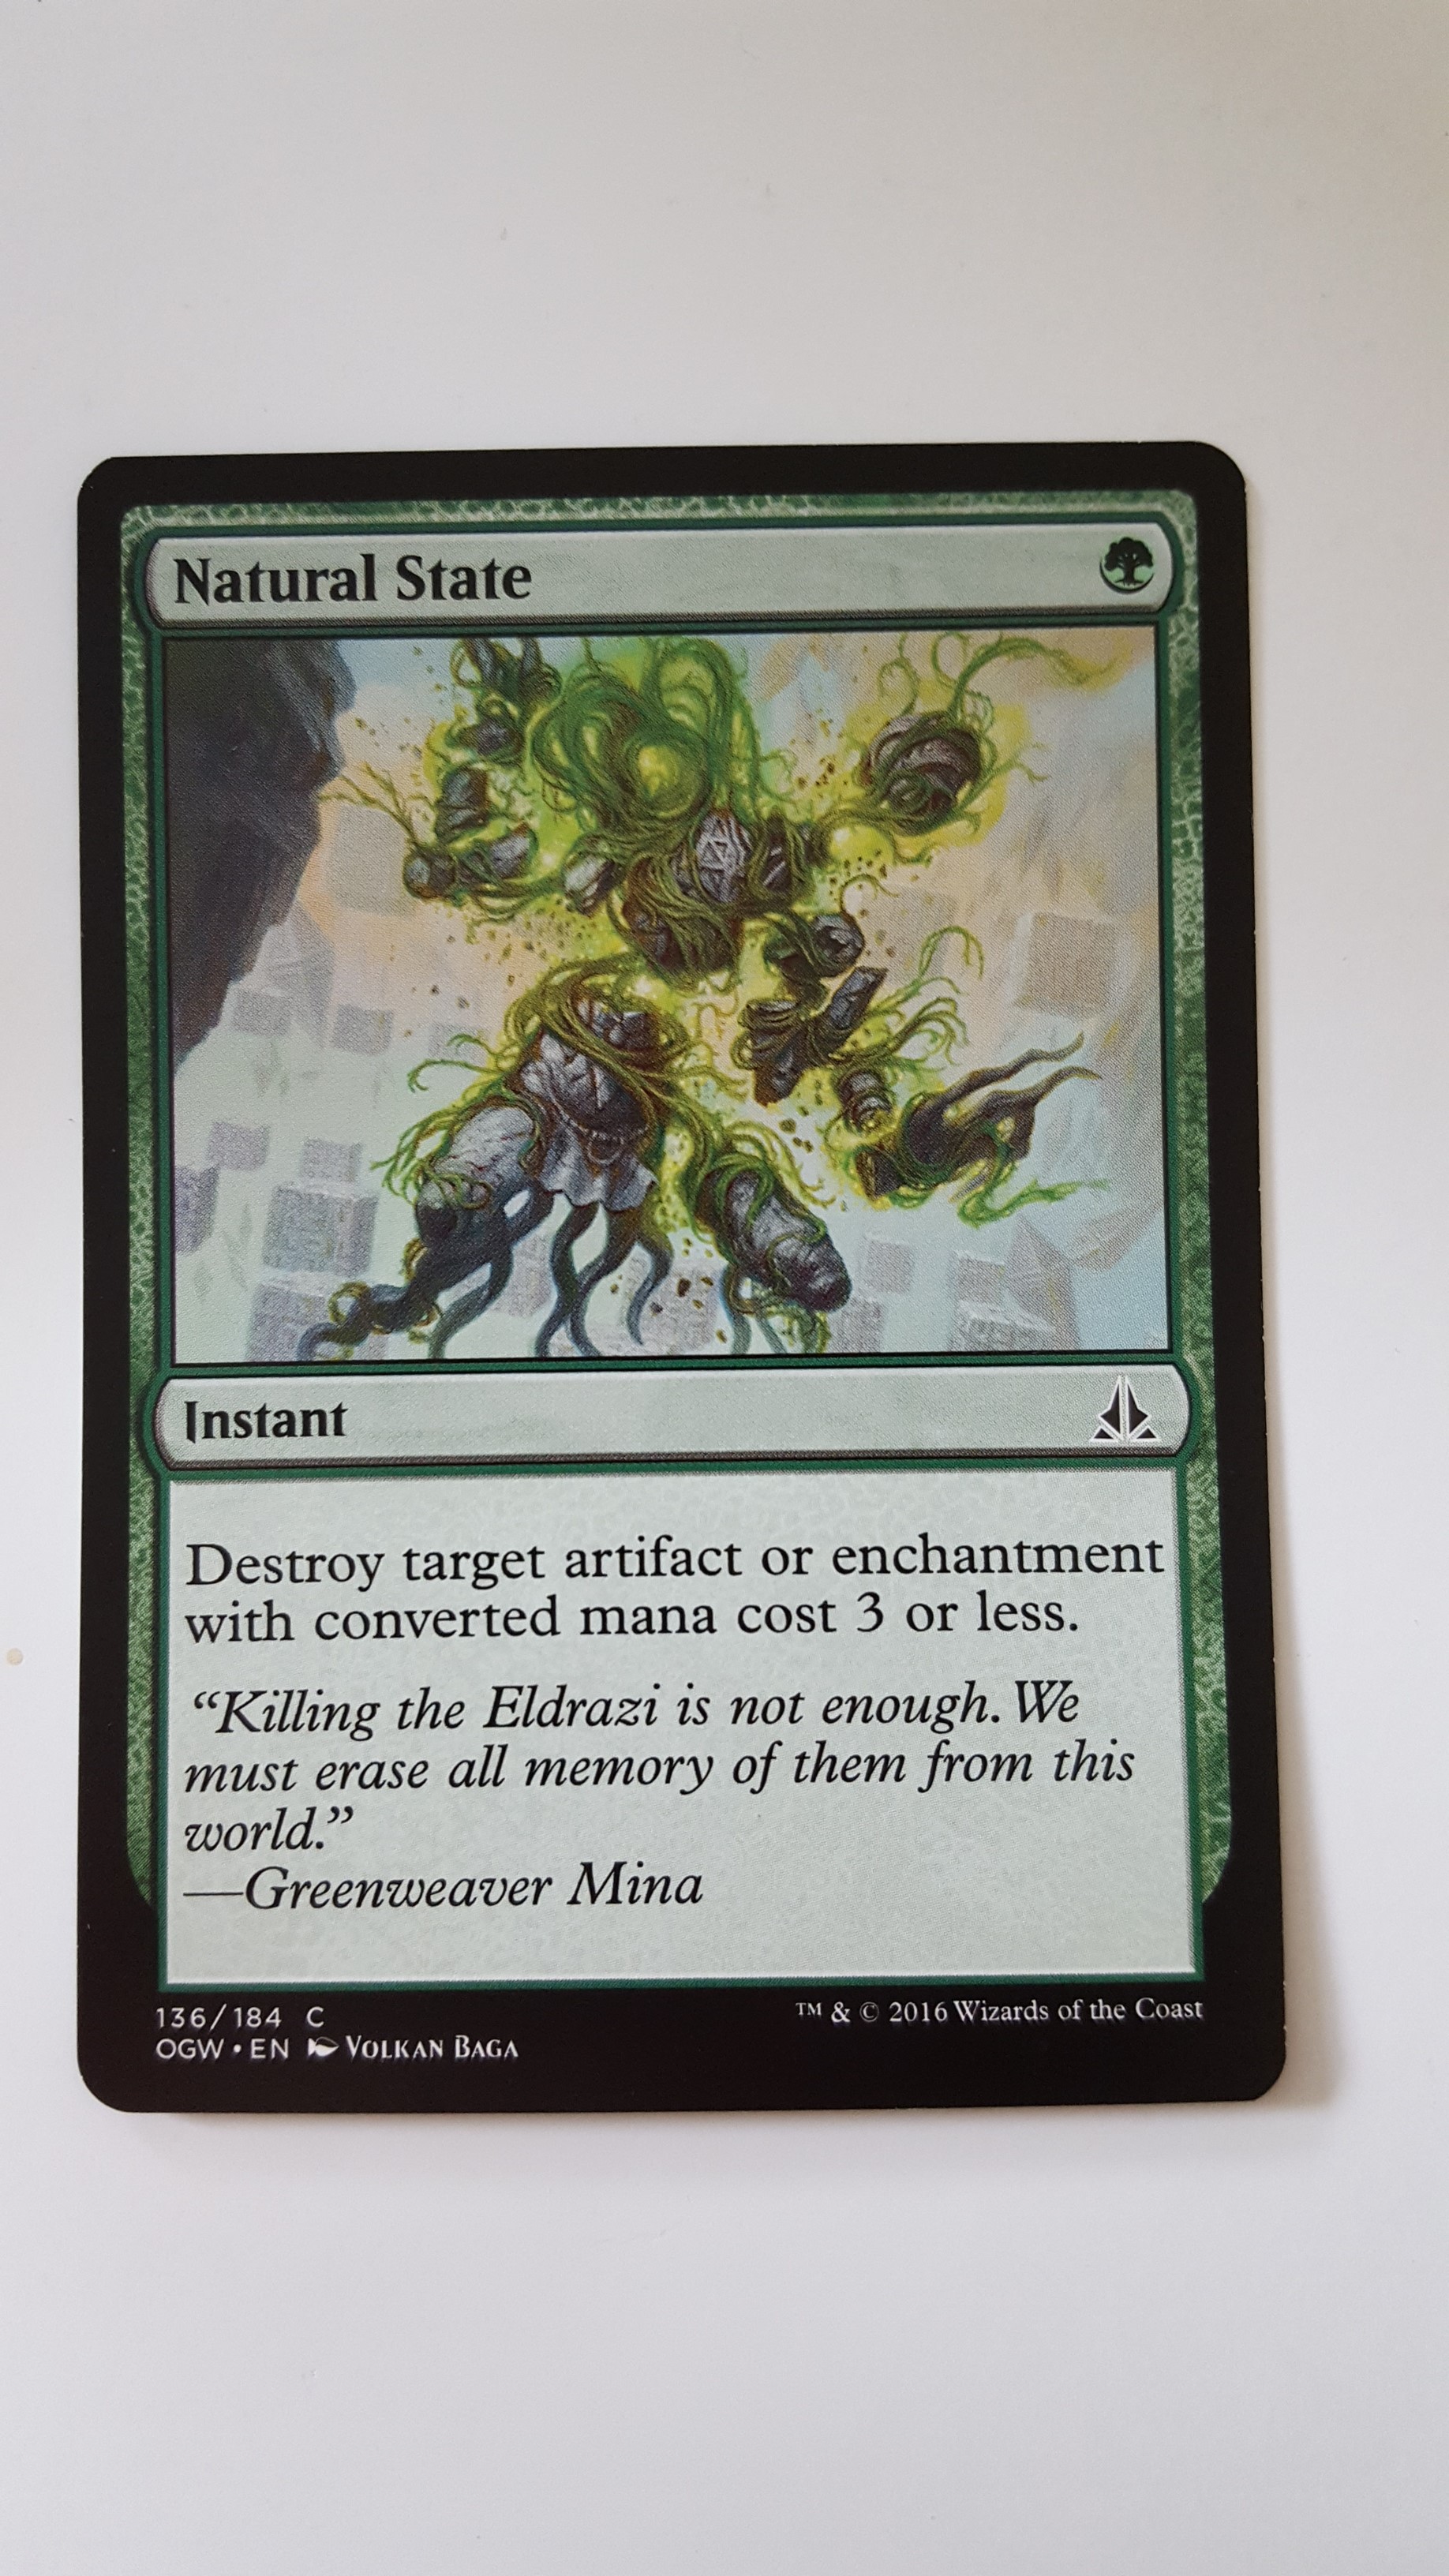 Natural State
Instant
Destroy target artifact or enchantment
with converted mana cost 3 or less.
“Killing the Eldrazi is not enough. We
must erase all memory of them from this
world.”
—Greenweaver Mina
136/184 C
OGW • EN VOLKAN BAGA
™ & © 2016 Wizards of the Coast